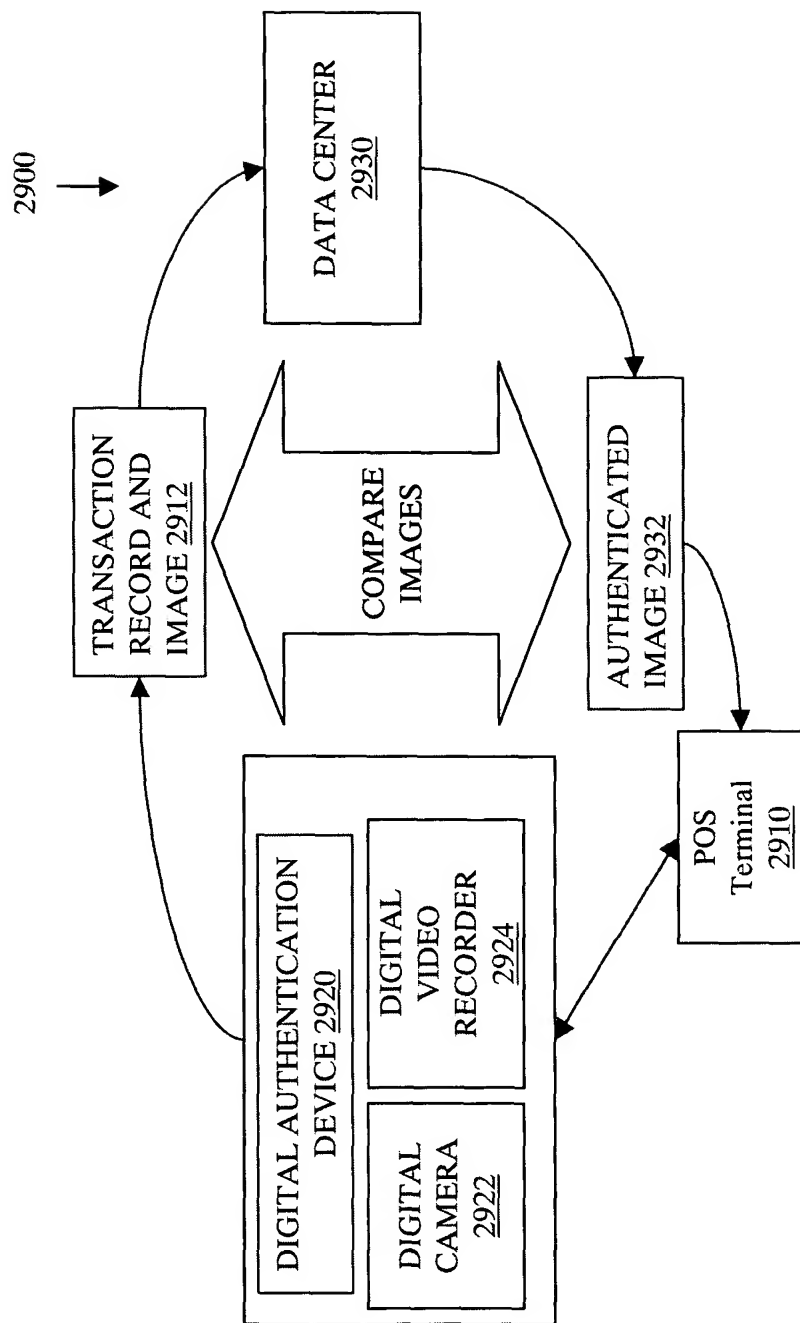 2900
TRANSACTION
RECORD AND
IMAGE 2912
DATA CENTER
2930
COMPARE
IMAGES
AUTHENTICATED
IMAGE 2932
DIGITAL AUTHENTICATION
DEVICE 2920
DIGITAL
CAMERA
2922
DIGITAL
VIDEO
RECORDER
2924
POS
Terminal
2910